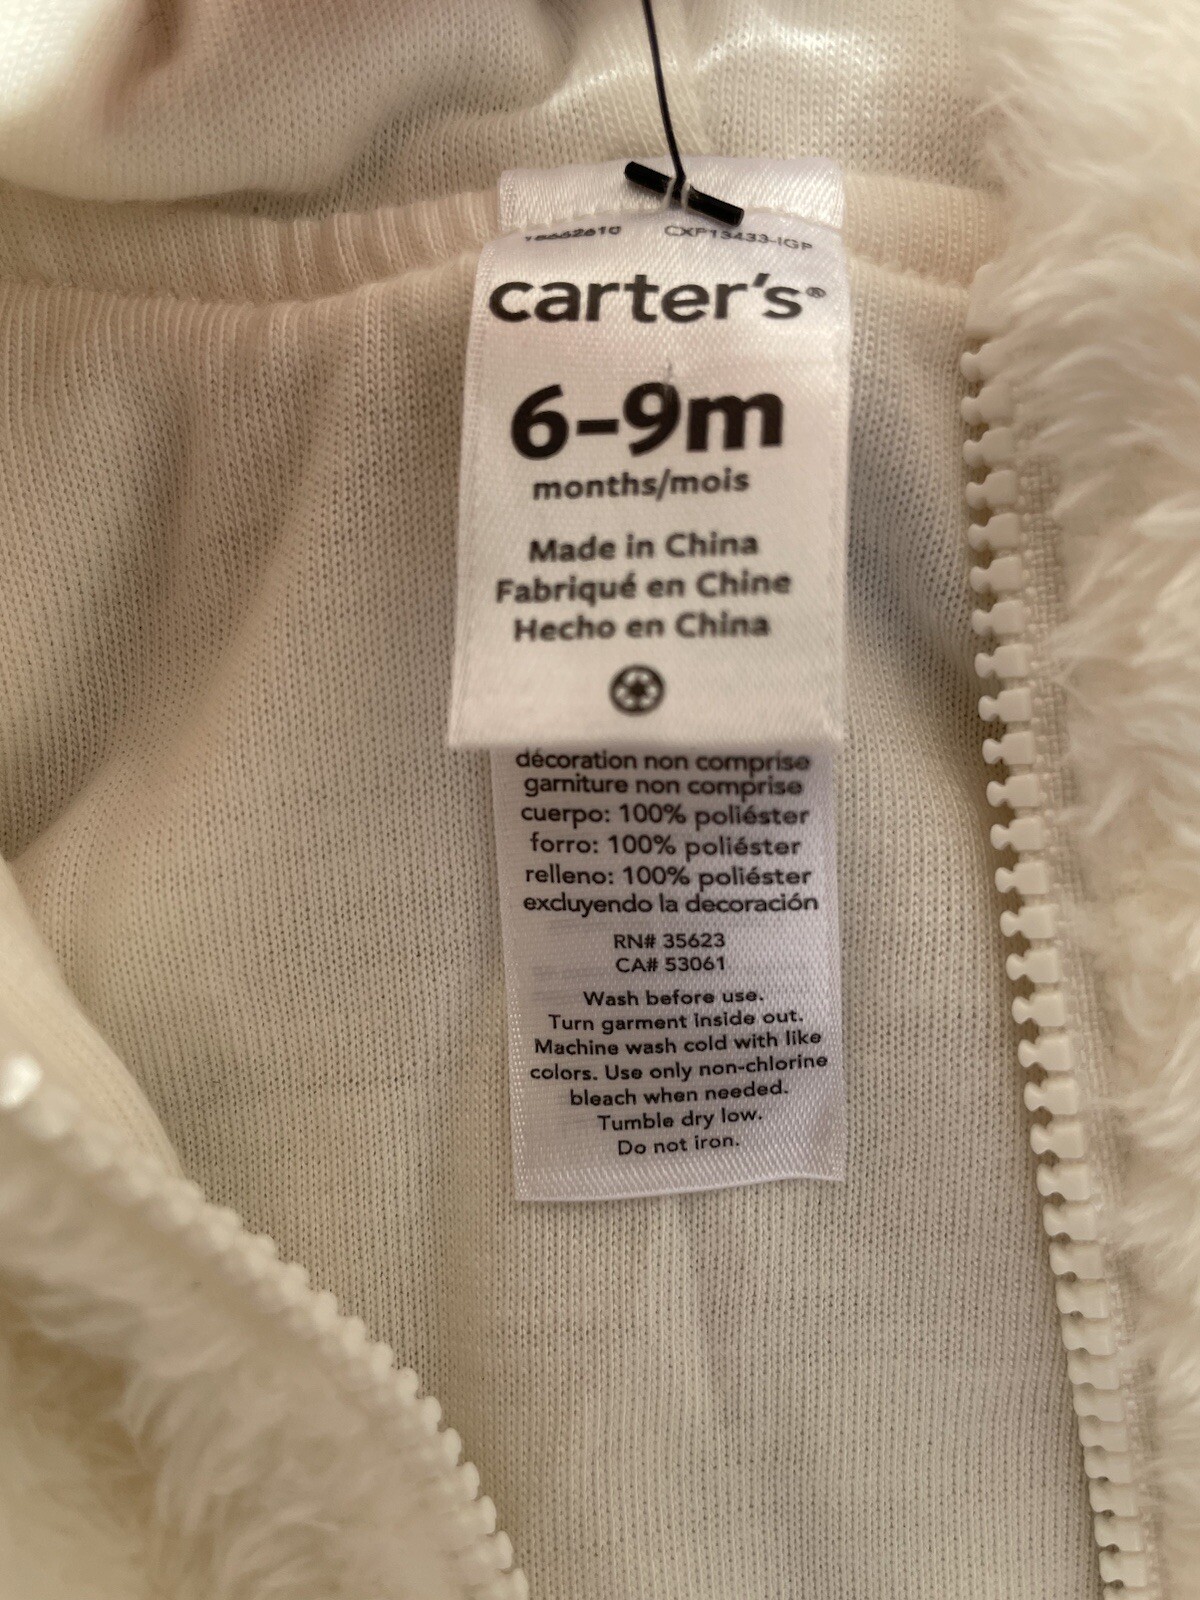 CXP13433-IGP
carter's®
6-9m
months/mois
Made in China
Fabriqué en Chine
Hecho en China
décoration non comprise
garniture non comprise
cuerpo: 100% poliéster
forro: 100% poliéster
relleno: 100% poliéster
excluyendo la decoración
RN# 35623
CA# 53061
Wash before use.
Turn garment inside out.
Machine wash cold with like
colors. Use only non-chlorine
bleach when needed.
Tumble dry low.
Do not iron.